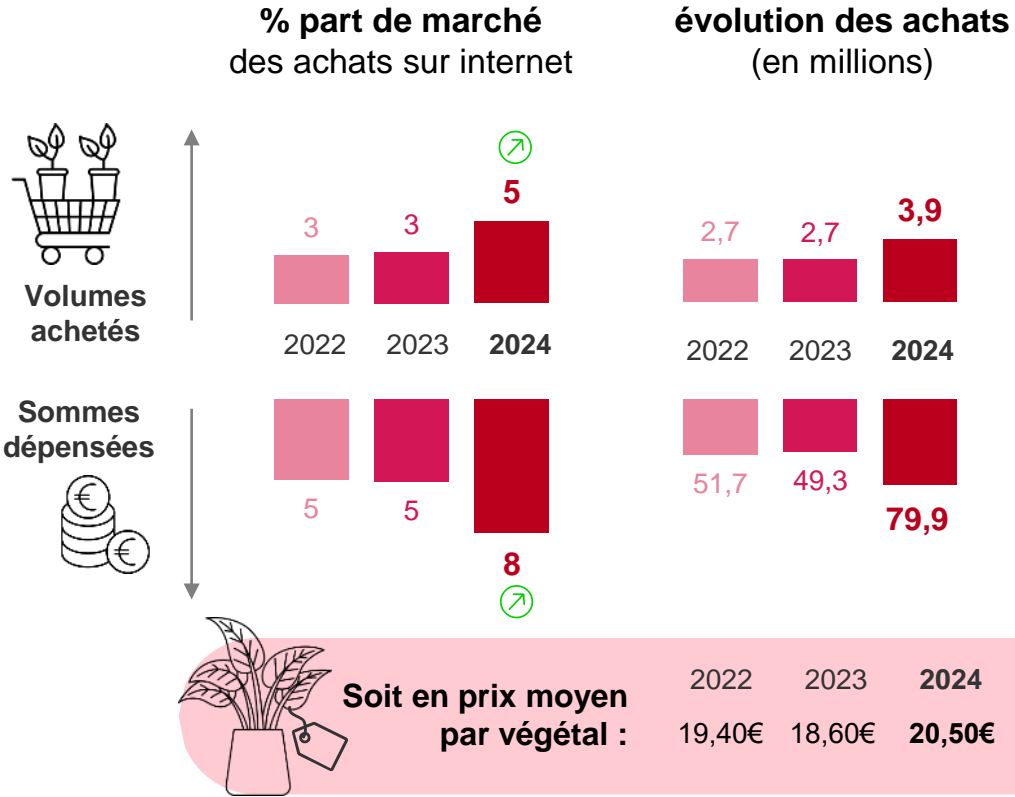 % part de marché
des achats sur internet
évolution des achats
(en millions)
Volumes
achetés
3
3
5
2022
2023
2024
2,7
2,7
3,9
2022
2023
2024
Sommes
dépensées
€
€
5
5
8
51,7
49,3
79,9
Soit en prix moyen
par végétal :
2022
2023
2024
19,40€
18,60€
20,50€